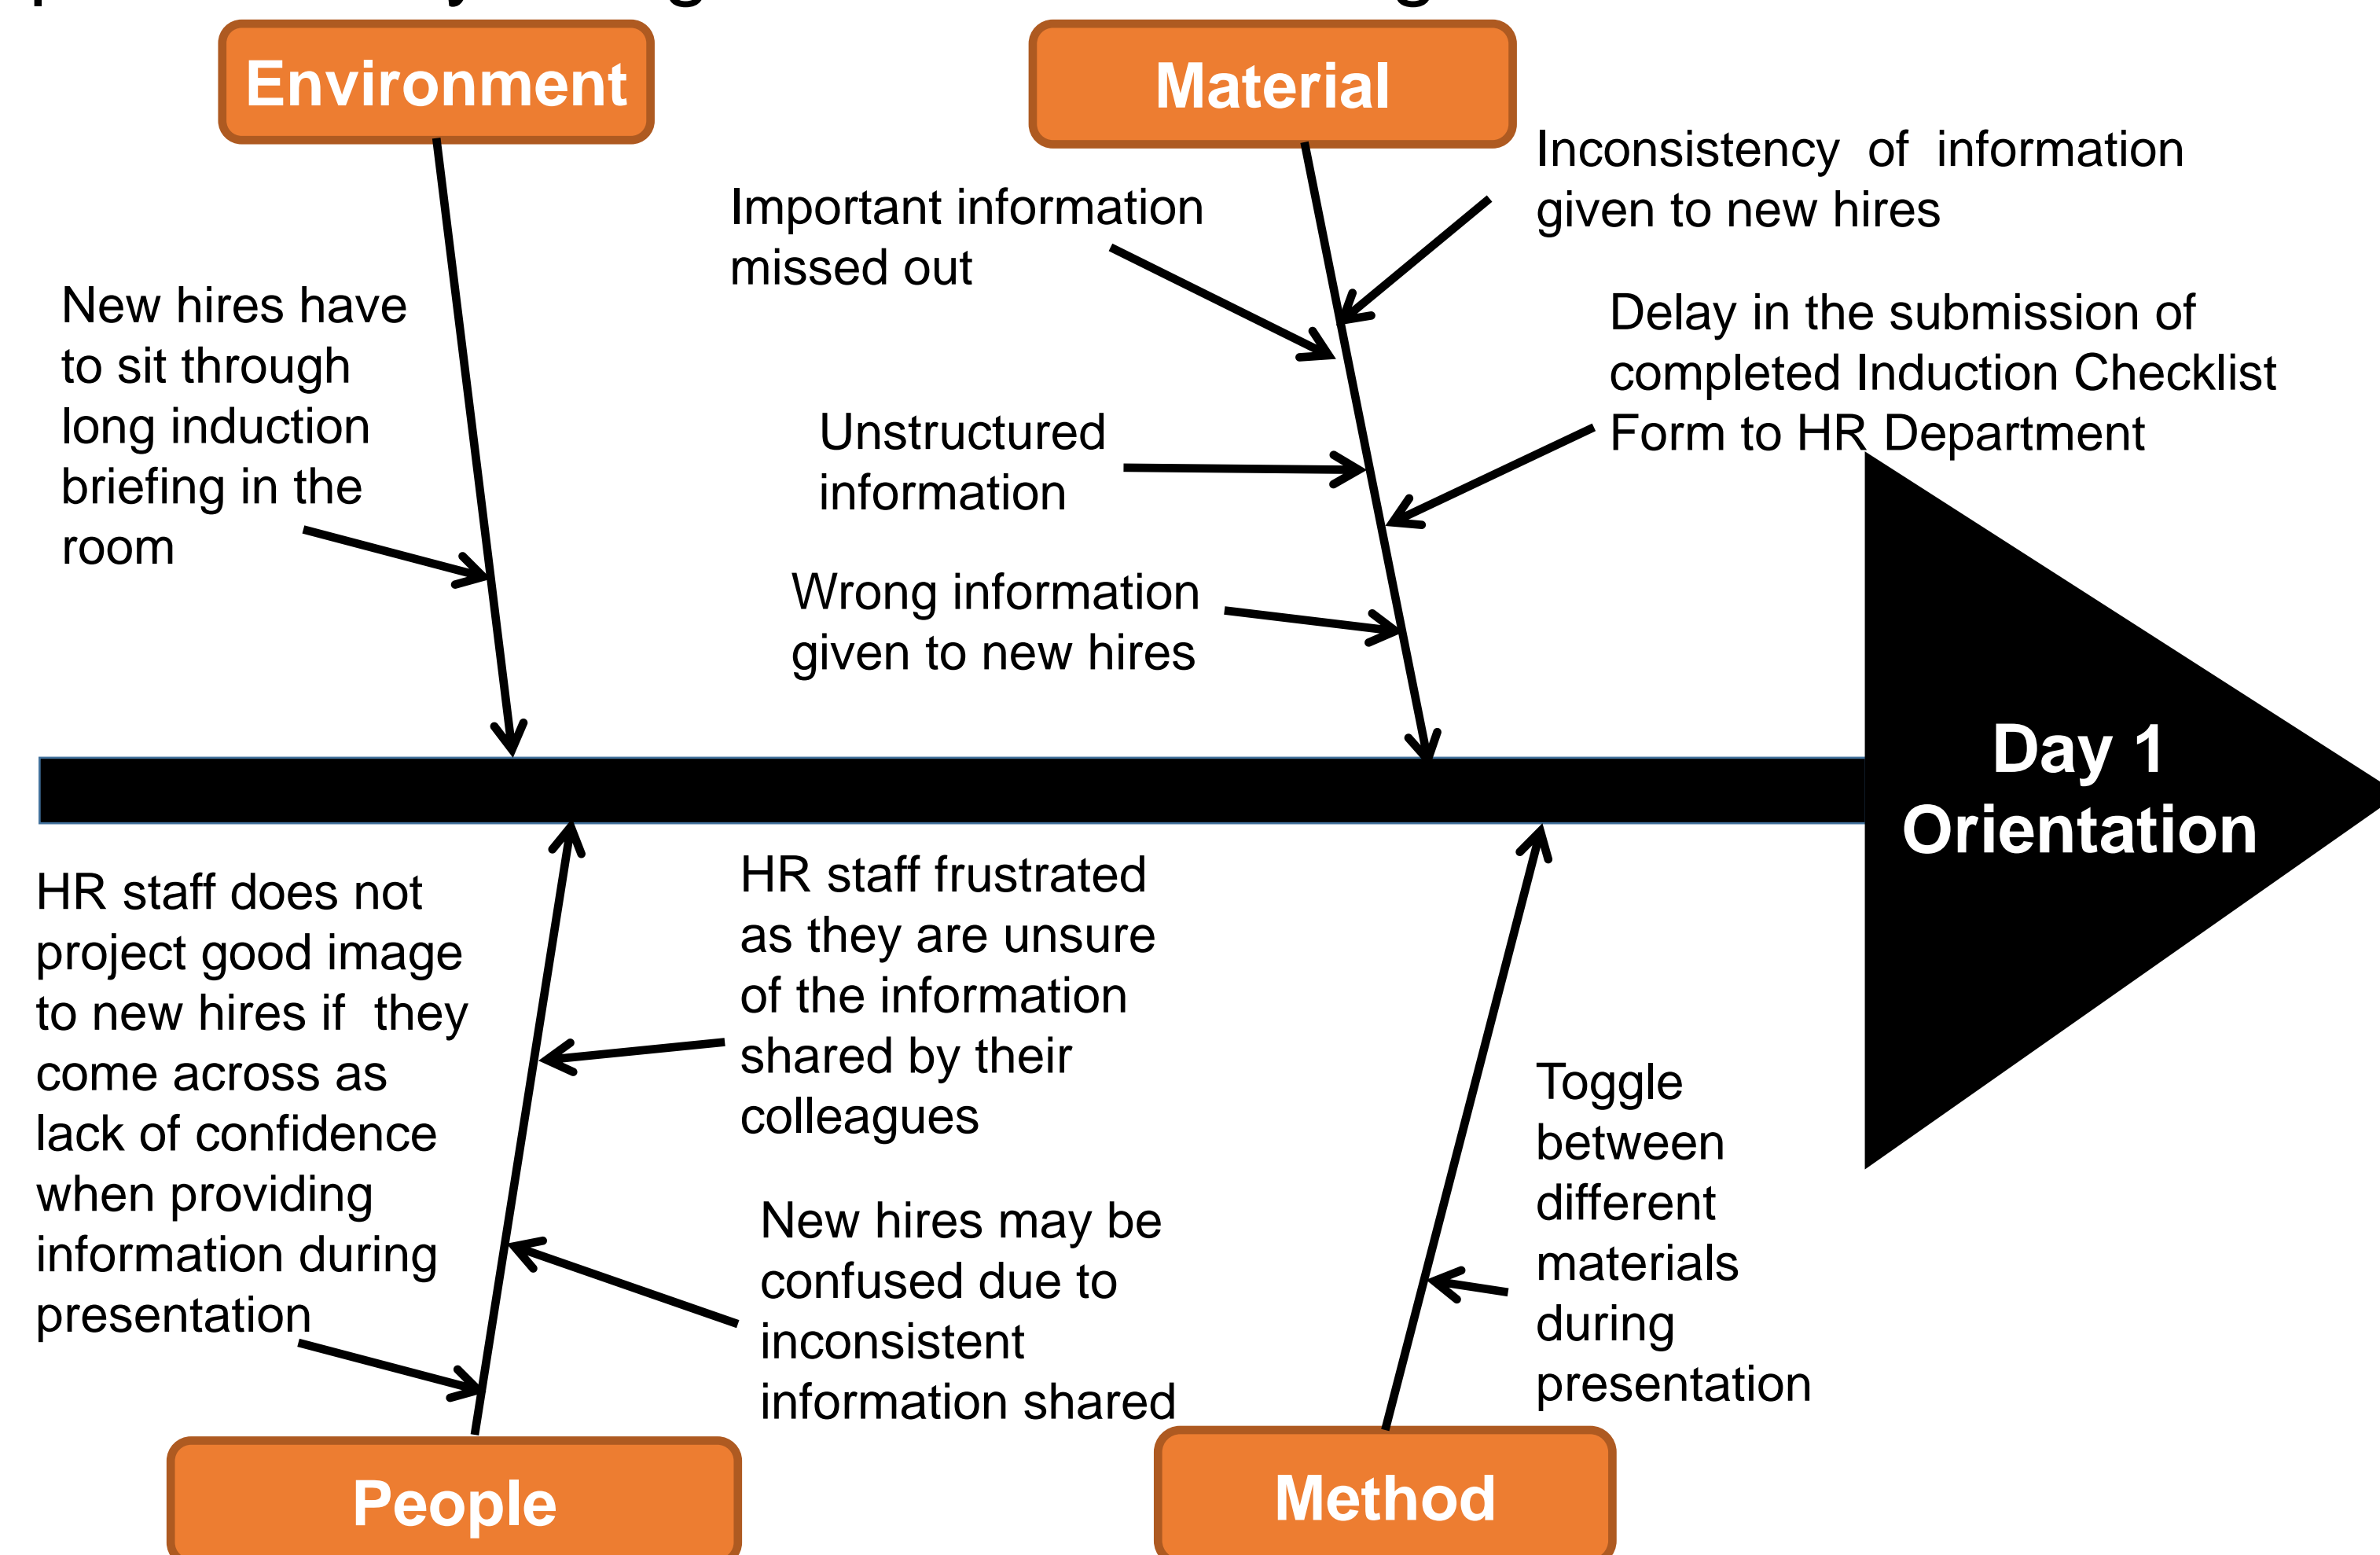 Environment
Material
Inconsistency of information
given to new hires
Important information
missed out
New hires have
to sit through
long induction
briefing in the
room
Delay in the submission of
completed Induction Checklist
Form to HR Department
Unstructured
information
Wrong information
given to new hires
Day 1
Orientation
HR staff does not
project good image
to new hires if they
come across as
lack of confidence
when providing
information during
presentation
HR staff frustrated
as they are unsure
of the information
shared by their
colleagues
New hires may be
confused due to
inconsistent
information shared
Toggle
between
different
materials
during
presentation
People
Method